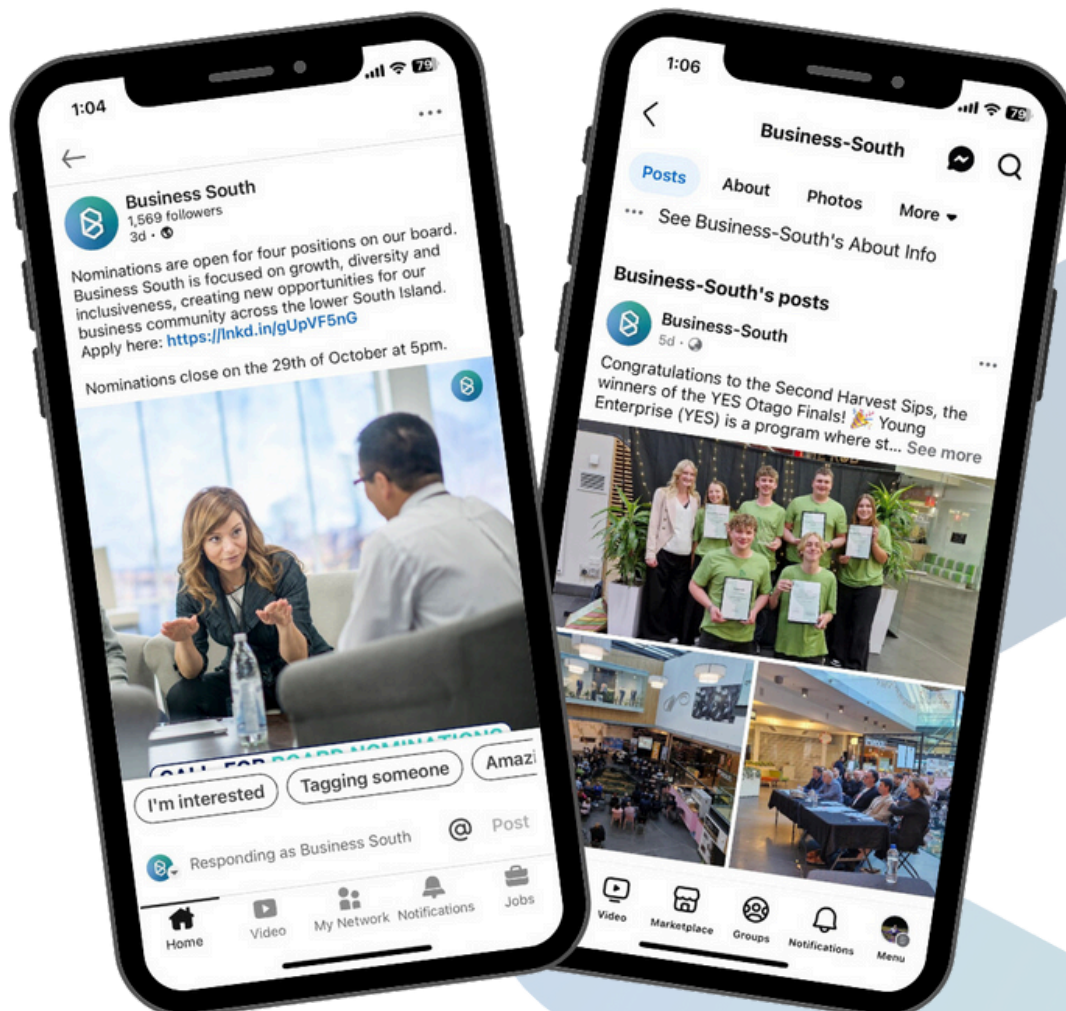 1:04
79
Business South
1,569 followers
3d
Nominations are open for four positions on our board.
Business South is focused on growth, diversity and
inclusiveness, creating new opportunities for our
business community across the lower South Island.
Apply here: https://lnkd.in/gUpVF5nG
Nominations close on the 29th of October at 5pm.
CALL FOR BOARD NOMINATIONS
I'm interested
Tagging someone
Amazi
Responding as Business South
@
Post
Home
Video
My Network
Notifications
Jobs
1:06
79
Business-South
Posts
About
Photos
More
See Business-South's About Info
Business-South's posts
Business-South
5d
Congratulations to the Second Harvest Sips, the
winners of the YES Otago Finals! 🎉 Young
Enterprise (YES) is a program where st... See more
Video
Marketplace
Groups
Notifications
Menu